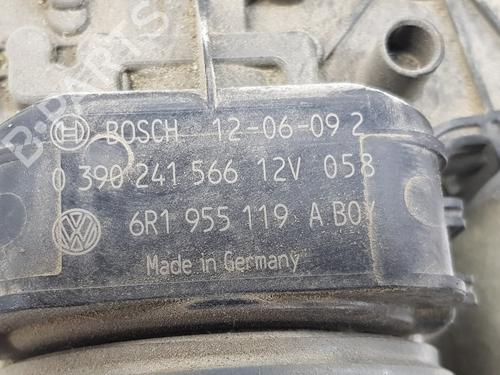 BOSCH 12-06-09 2
0 390 241 566 12V 058
6R1 955 119 A BOY
Made in Germany
B-PARTS